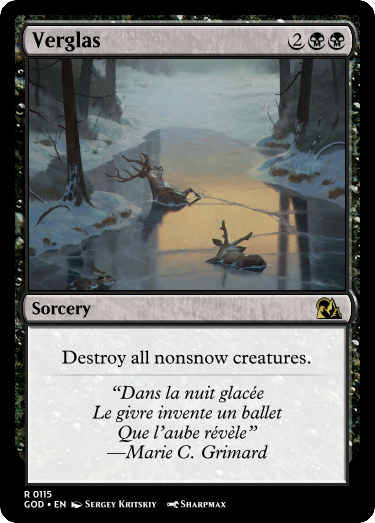 Verglas 2
Sorcery
Destroy all nonsnow creatures.
“Dans la nuit glacée
Le givre invente un ballet
Que l’aube révèle”
—Marie C. Grimard
R 0115
GOD • EN Sergey Kritskiy Sharpmax